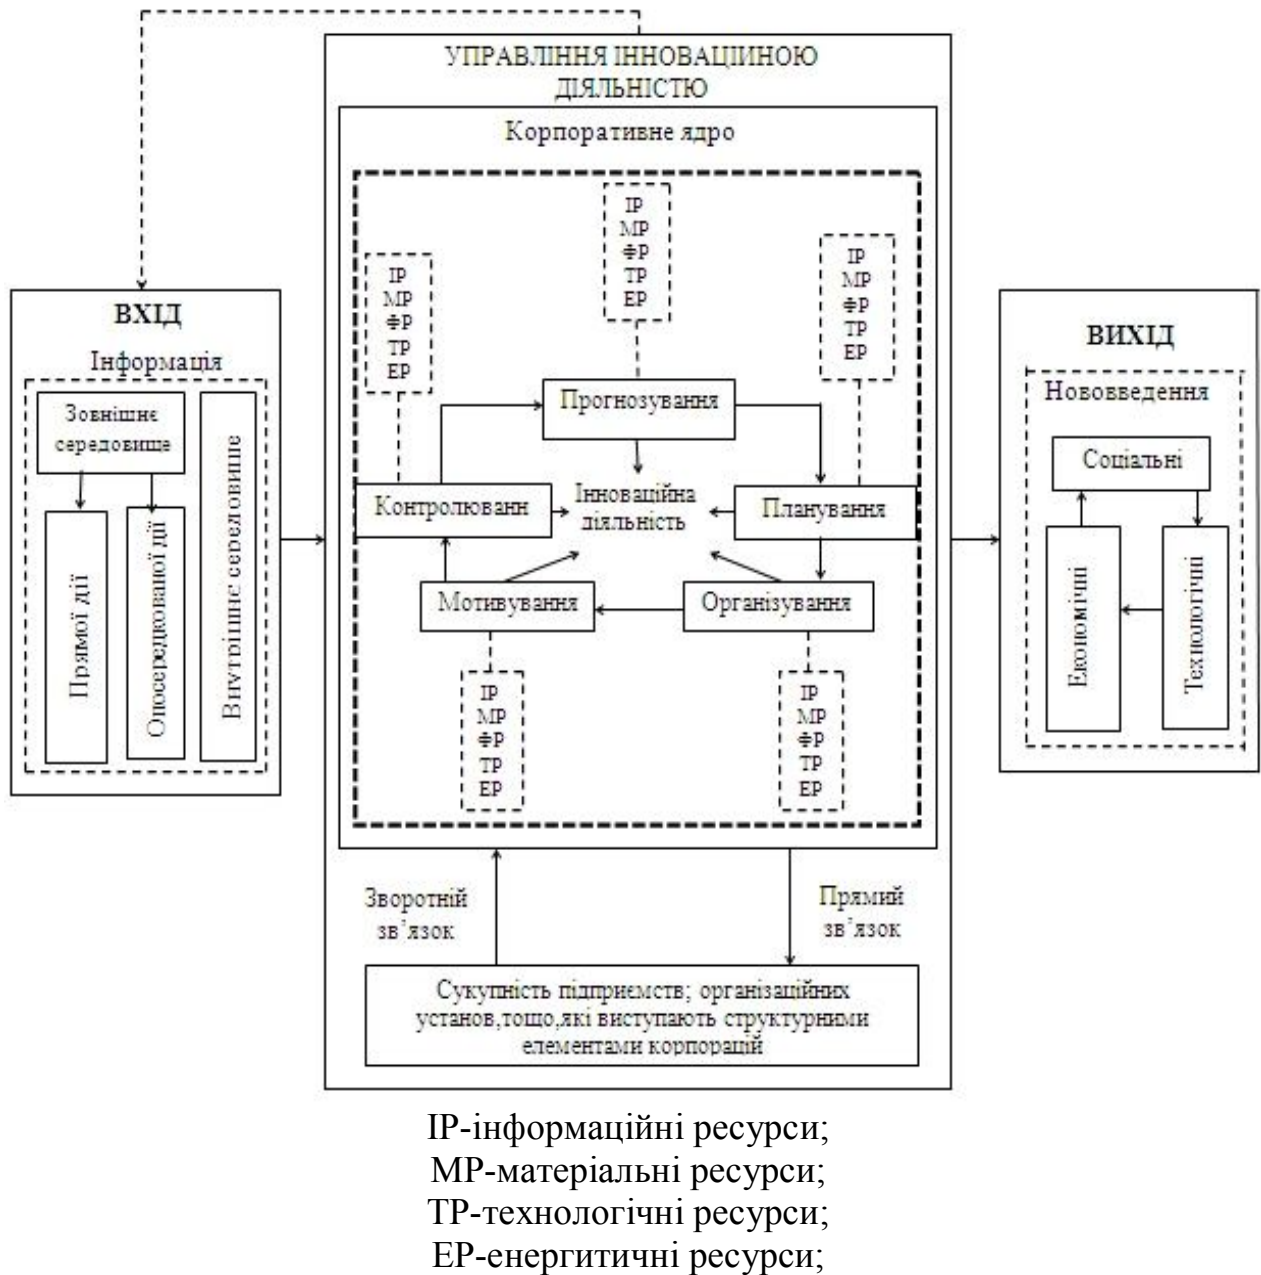 УПРАВЛІННЯ ІННОВАЦІЙНОЮ
ДІЯЛЬНІСТЮ
Корпоративне ядро
ІР
МР
ФР
ТР
ЕР
ІР
МР
ФР
ТР
ЕР
ІР
МР
ФР
ТР
ЕР
ВХІД
Інформація
Зовнішнє
середовище
Прямої дії
Опосередкованої дії
Внутрішнє середовище
Прогнозування
Контролюванн
Інноваційна
діяльність
Планування
Мотивування
Організування
ІР
МР
ФР
ТР
ЕР
ІР
МР
ФР
ТР
ЕР
ВИХІД
Нововведення
Соціальні
Економічні
Технологічні
Зворотній
зв’язок
Прямий
зв’язок
Сукупність підприємств; організаційних
установ,тощо,які виступають структурними
елементами корпорацій
ІР-інформаційні ресурси;
МР-матеріальні ресурси;
ТР-технологічні ресурси;
ЕР-енергитичні ресурси;